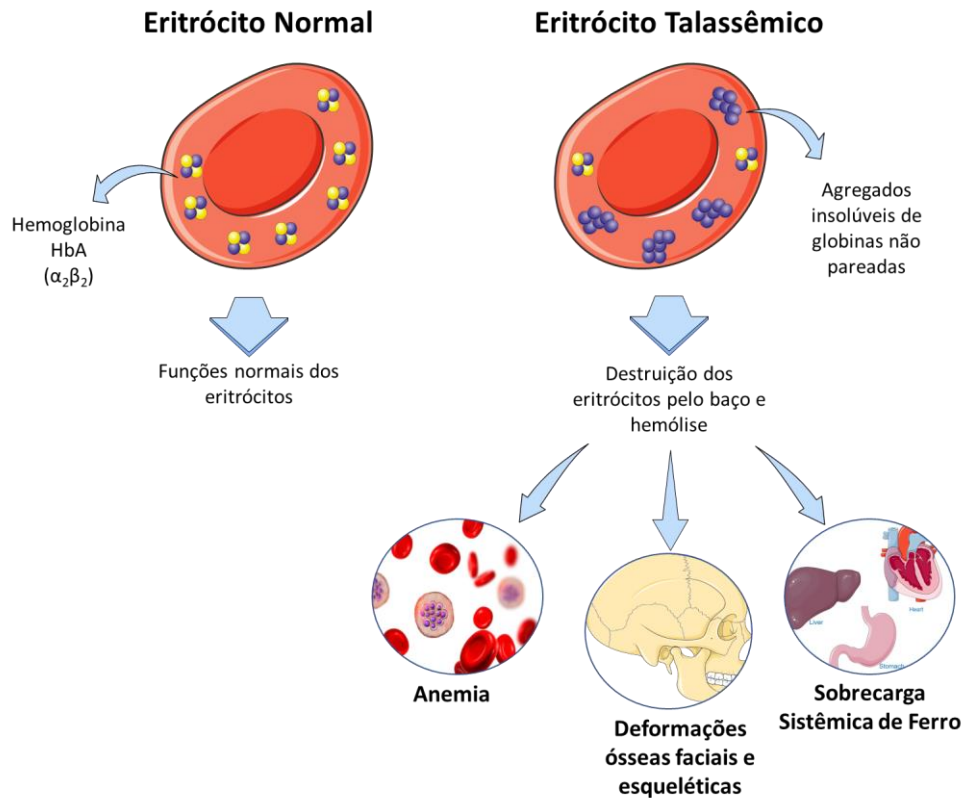 Eritrócito Normal
Eritrócito Talassêmico
Hemoglobina
HbA
(α₂β₂)
Agregados
insolúveis de
globinas não
pareadas
Funções normais dos
eritrócitos
Destruição dos
eritrócitos pelo baço e
hemólise
Liver
Heart
Stomach
Anemia
Deformações
ósseas faciais e
esqueléticas
Sobrecarga
Sistêmica de Ferro